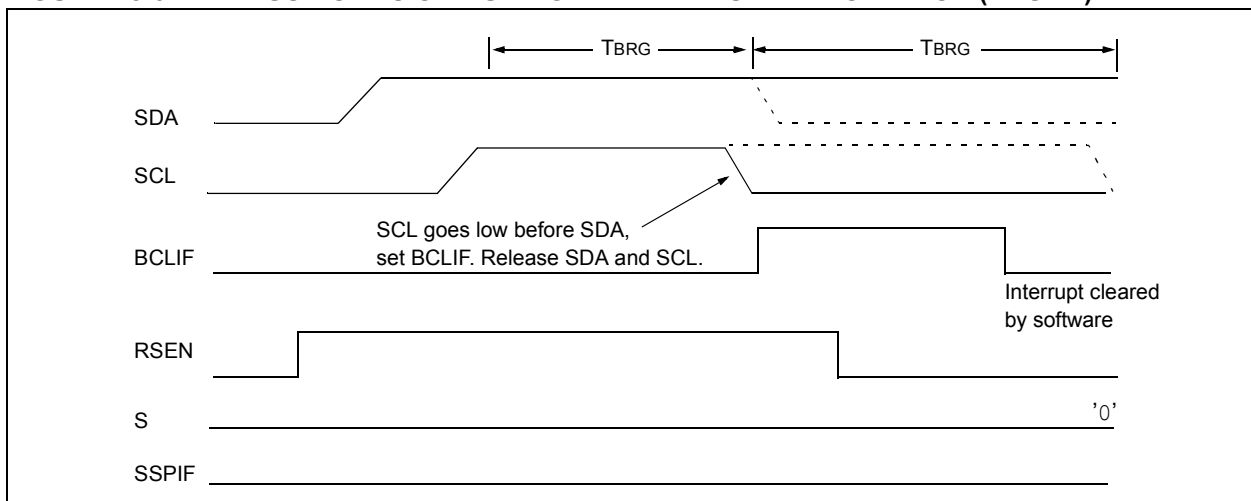 TBRG TBRG
SDA
SCL
SCL goes low before SDA,
set BCLIF. Release SDA and SCL.
BCLIF
Interrupt cleared
by software
RSEN
S '0'
SSPIF